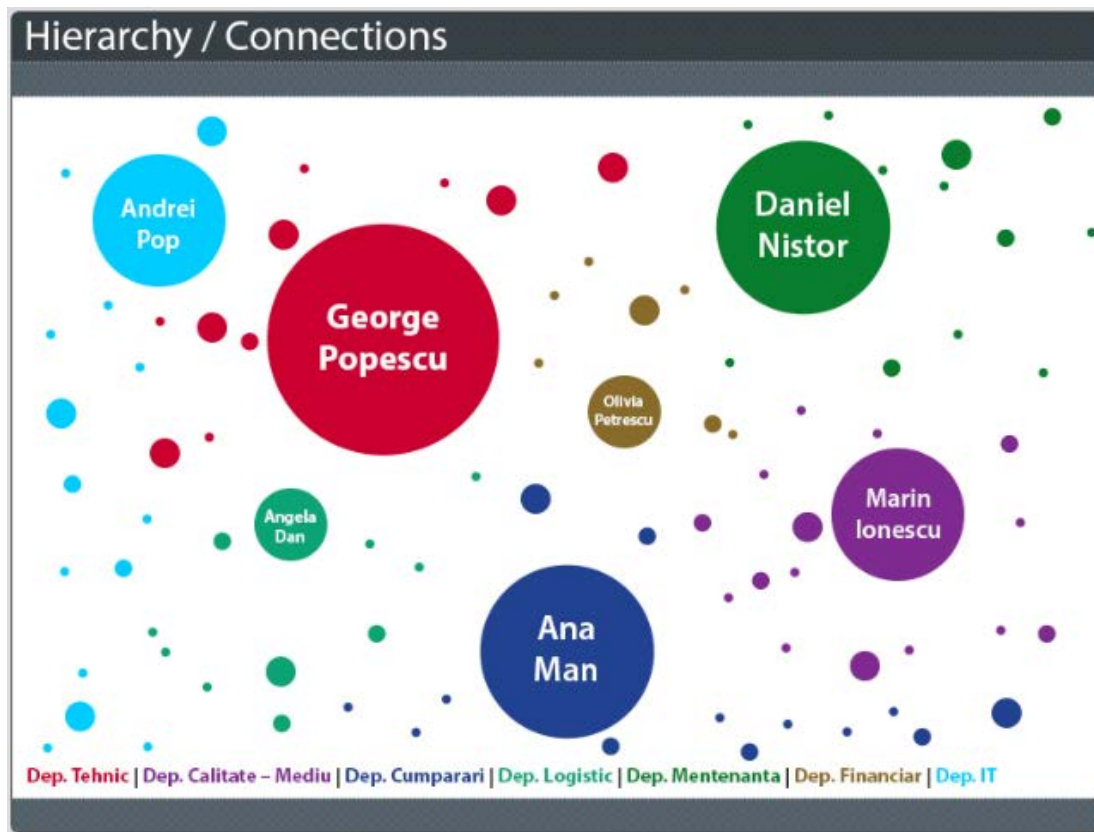 Hierarchy / Connections
Andrei
Pop
Daniel
Nistor
George
Popescu
Olivia
Petrescu
Marin
Ionescu
Angela
Dan
Ana
Man
Dep. Tehnic | Dep. Calitate – Mediu | Dep. Cumparari | Dep. Logistic | Dep. Mentenanta | Dep. Financiar | Dep. IT